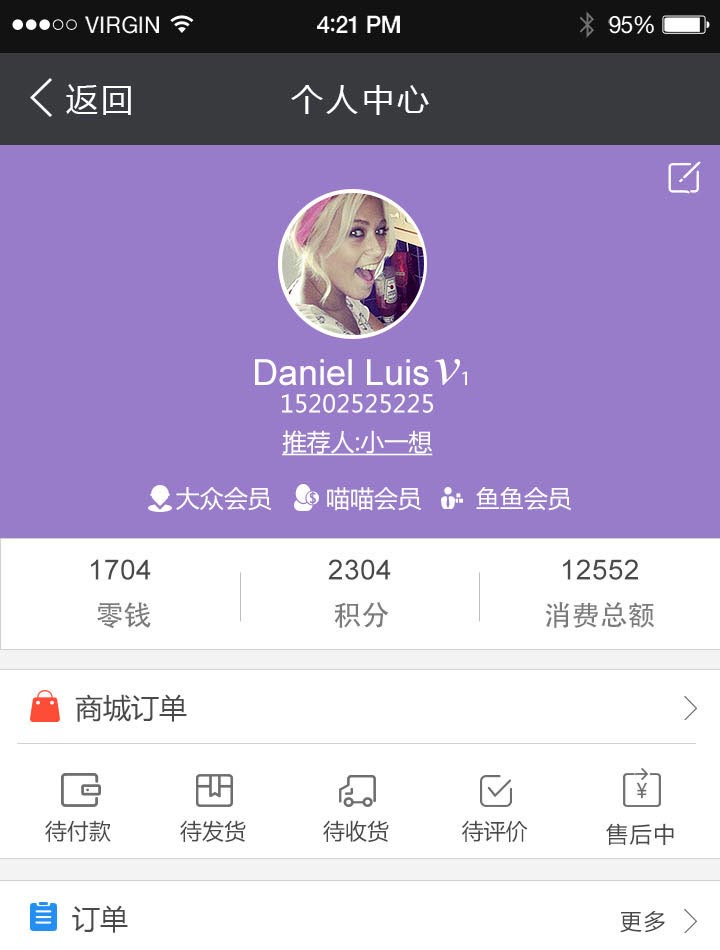 VIRGIN 4:21 PM 95%
返回 个人中心
Daniel Luis V1
15202525225
推荐人:小一想
大众会员 喵喵会员 鱼鱼会员
1704 2304 12552
零钱 积分 消费总额
商城订单
待付款 待发货 待收货 待评价 售后中
订单 更多